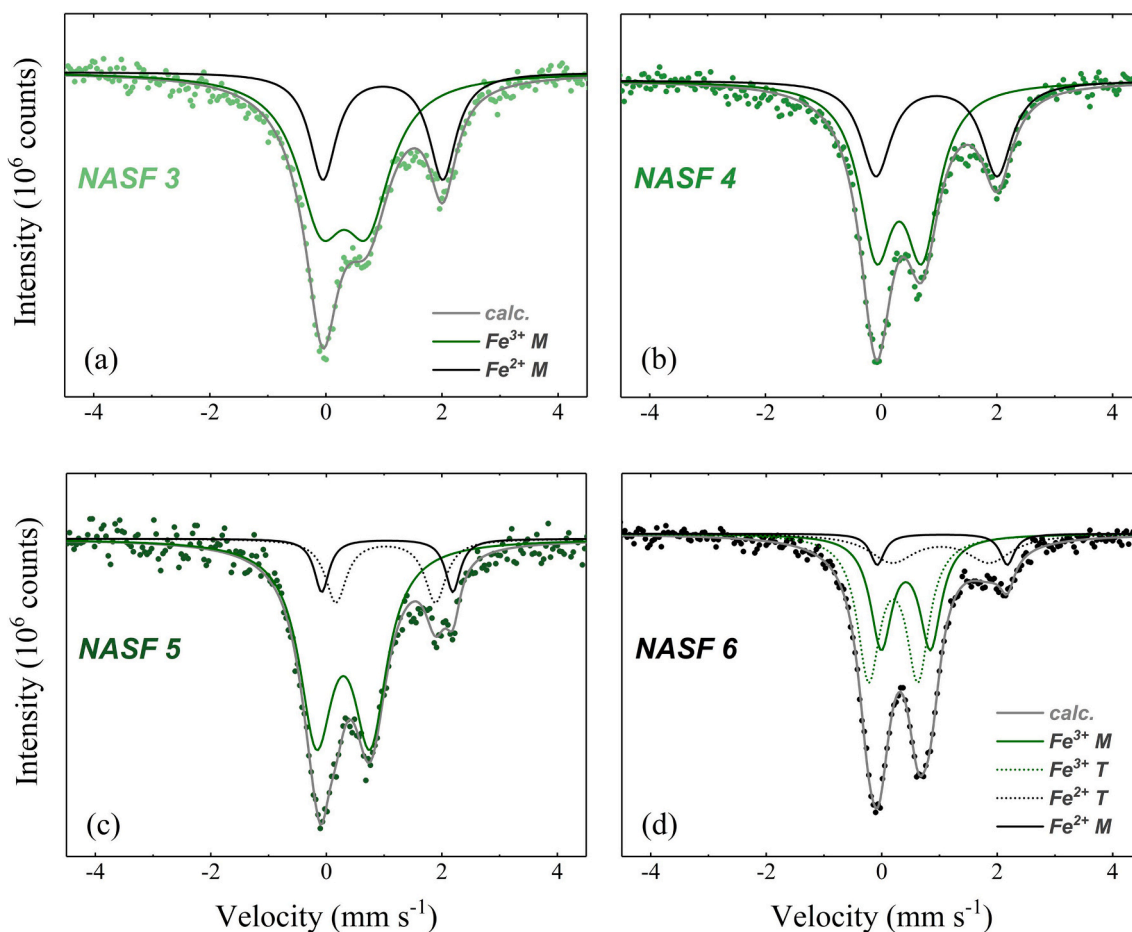 Intensity (10⁶ counts)
NASF 3
(a)
calc.
Fe³⁺ M
Fe²⁺ M
-4 -2 0 2 4
NASF 4
(b)
-4 -2 0 2 4
Intensity (10⁶ counts)
NASF 5
(c)
-4 -2 0 2 4
Velocity (mm s⁻¹)
NASF 6
(d)
calc.
Fe³⁺ M
Fe³⁺ T
Fe²⁺ T
Fe²⁺ M
-4 -2 0 2 4
Velocity (mm s⁻¹)